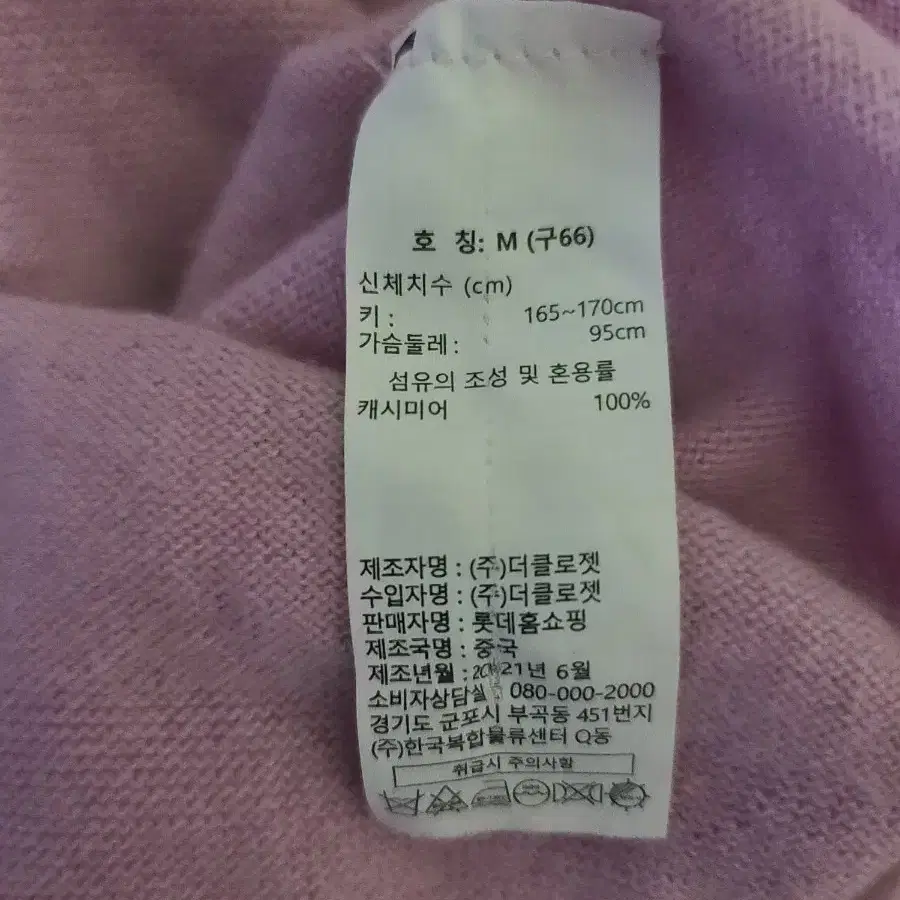 호 칭: M (구66)
신체치수 (cm)
키 : 165~170cm
가슴둘레 : 95cm
섬유의 조성 및 혼용률
캐시미어 100%
제조자명 : (주)더클로젯
수입자명 : (주)더클로젯
판매자명 : 롯데홈쇼핑
제조국명 : 중국
제조년월 : 2021년 6월
소비자상담실 : 080-000-2000
경기도 군포시 부곡동 451번지
(주)한국복합물류센터 Q동
취급시 주의사항